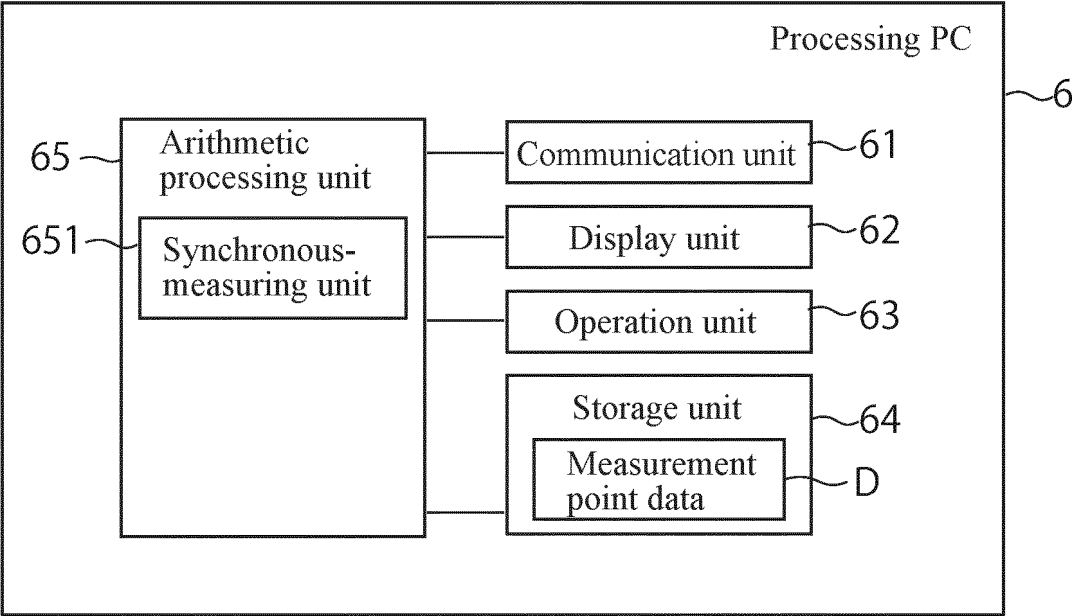 Processing PC
6
65
Arithmetic
processing unit
651
Synchronous-
measuring unit
Communication unit
61
Display unit
62
Operation unit
63
Storage unit
64
Measurement
point data
D